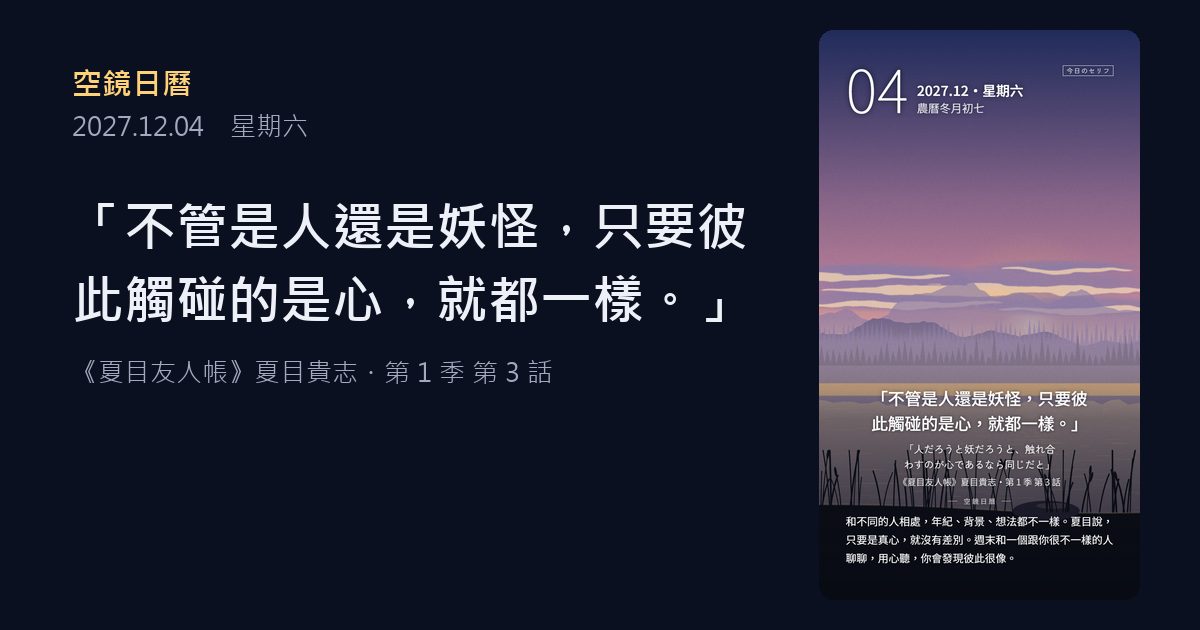 空鏡日曆
2027.12.04 星期六
「不管是人還是妖怪，只要彼
此觸碰的是心，就都一樣。」
《夏目友人帳》夏目貴志·第 1 季 第 3 話
04
2027.12·星期六
農曆冬月初七
今日のセリフ
「不管是人還是妖怪，只要彼
此觸碰的是心，就都一樣。」
「人だろうと妖だろうと、触れ合
わすのが心であるなら同じだと」
《夏目友人帳》夏目貴志·第 1 季 第 3 話
— 空鏡日曆 —
和不同的人相處，年紀、背景、想法都不一樣。夏目說，
只要是真心，就沒有差別。週末和一個跟你很不一樣的人
聊聊，用心聽，你會發現彼此很像。